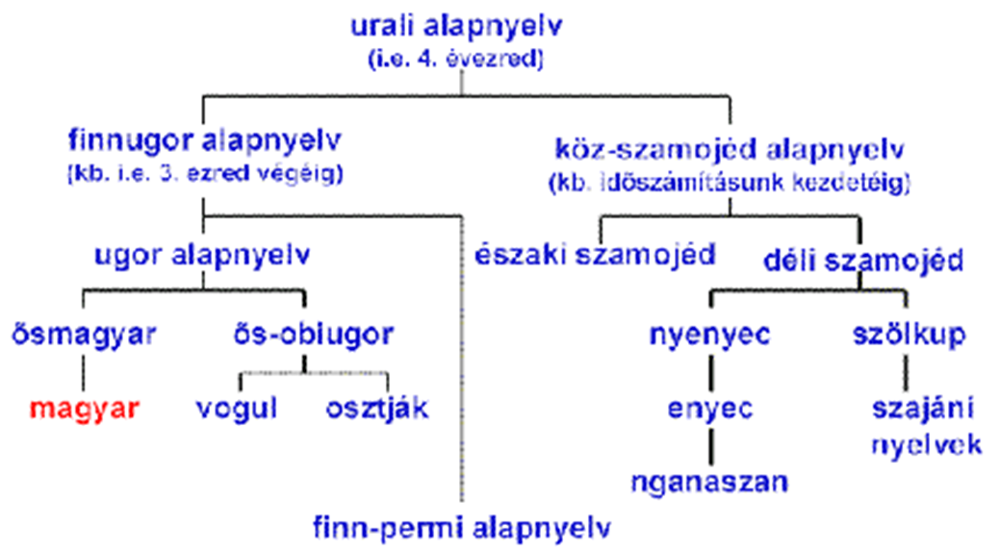 urali alapnyelv
(i.e. 4. évezred)
finnugor alapnyelv
(kb. i.e. 3. ezred végéig)
köz-szamojéd alapnyelv
(kb. időszámításunk kezdetéig)
ugor alapnyelv
északi szamojéd
déli szamojéd
ősmagyar
ős-obiugor
nyenyec
szölkup
magyar
vogul
osztják
enyec
szajáni
nyelvek
nganaszan
finn-permi alapnyelv